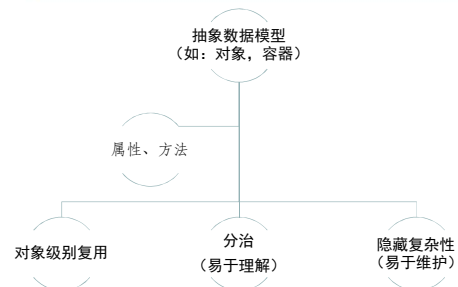 抽象数据模型
（如：对象，容器）
属性、方法
对象级别复用
分治
（易于理解）
隐藏复杂性
（易于维护）